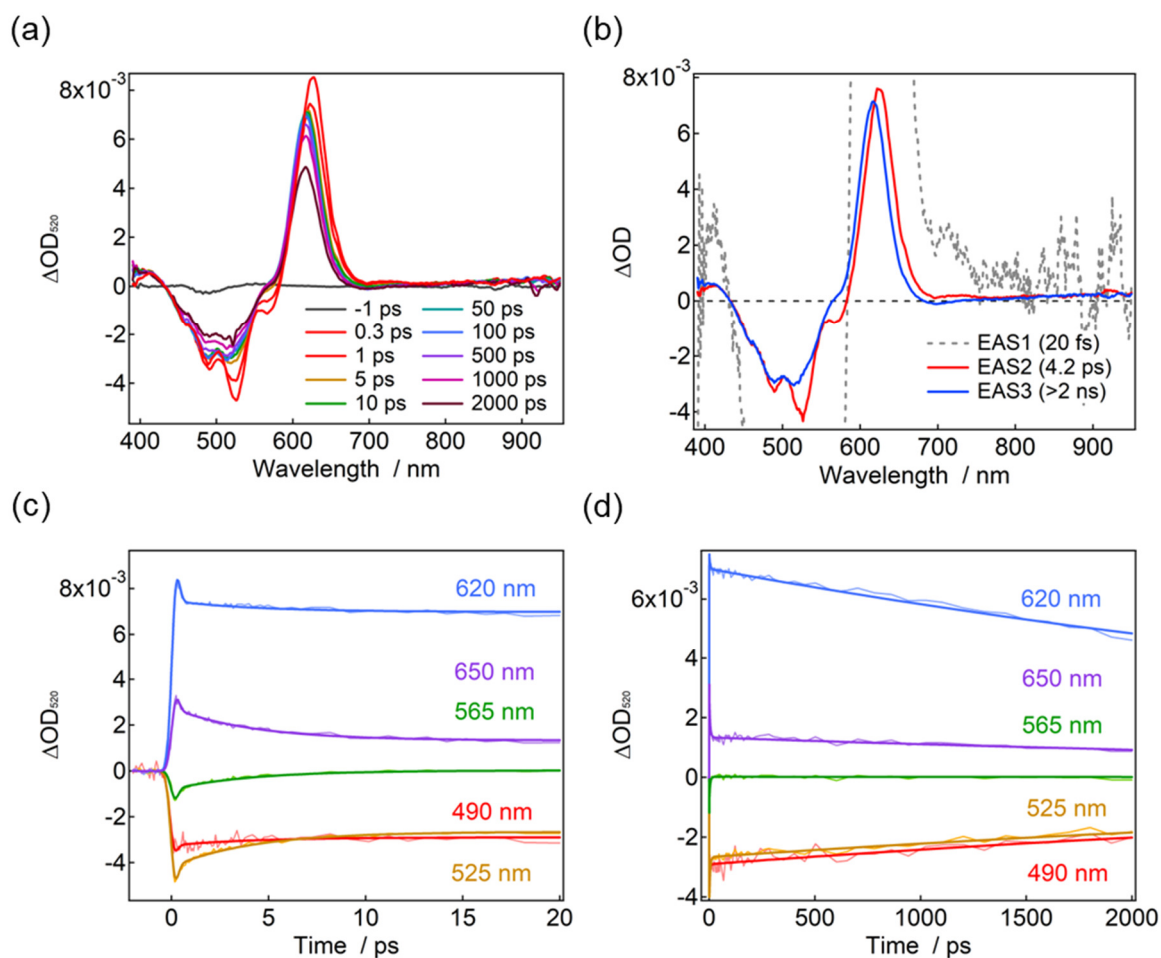 (a)
(b)
8x10⁻³
6
4
2
0
-2
-4
ΔOD₅₂₀
-1 ps
0.3 ps
1 ps
5 ps
10 ps
50 ps
100 ps
500 ps
1000 ps
2000 ps
400 500 600 700 800 900
Wavelength / nm
8x10⁻³
6
4
2
0
-2
-4
ΔOD
EAS1 (20 fs)
EAS2 (4.2 ps)
EAS3 (>2 ns)
400 500 600 700 800 900
Wavelength / nm
(c)
(d)
8x10⁻³
6
4
2
0
-2
-4
ΔOD₅₂₀
620 nm
650 nm
565 nm
490 nm
525 nm
0 5 10 15 20
Time / ps
6x10⁻³
4
2
0
-2
-4
ΔOD₅₂₀
620 nm
650 nm
565 nm
525 nm
490 nm
0 500 1000 1500 2000
Time / ps